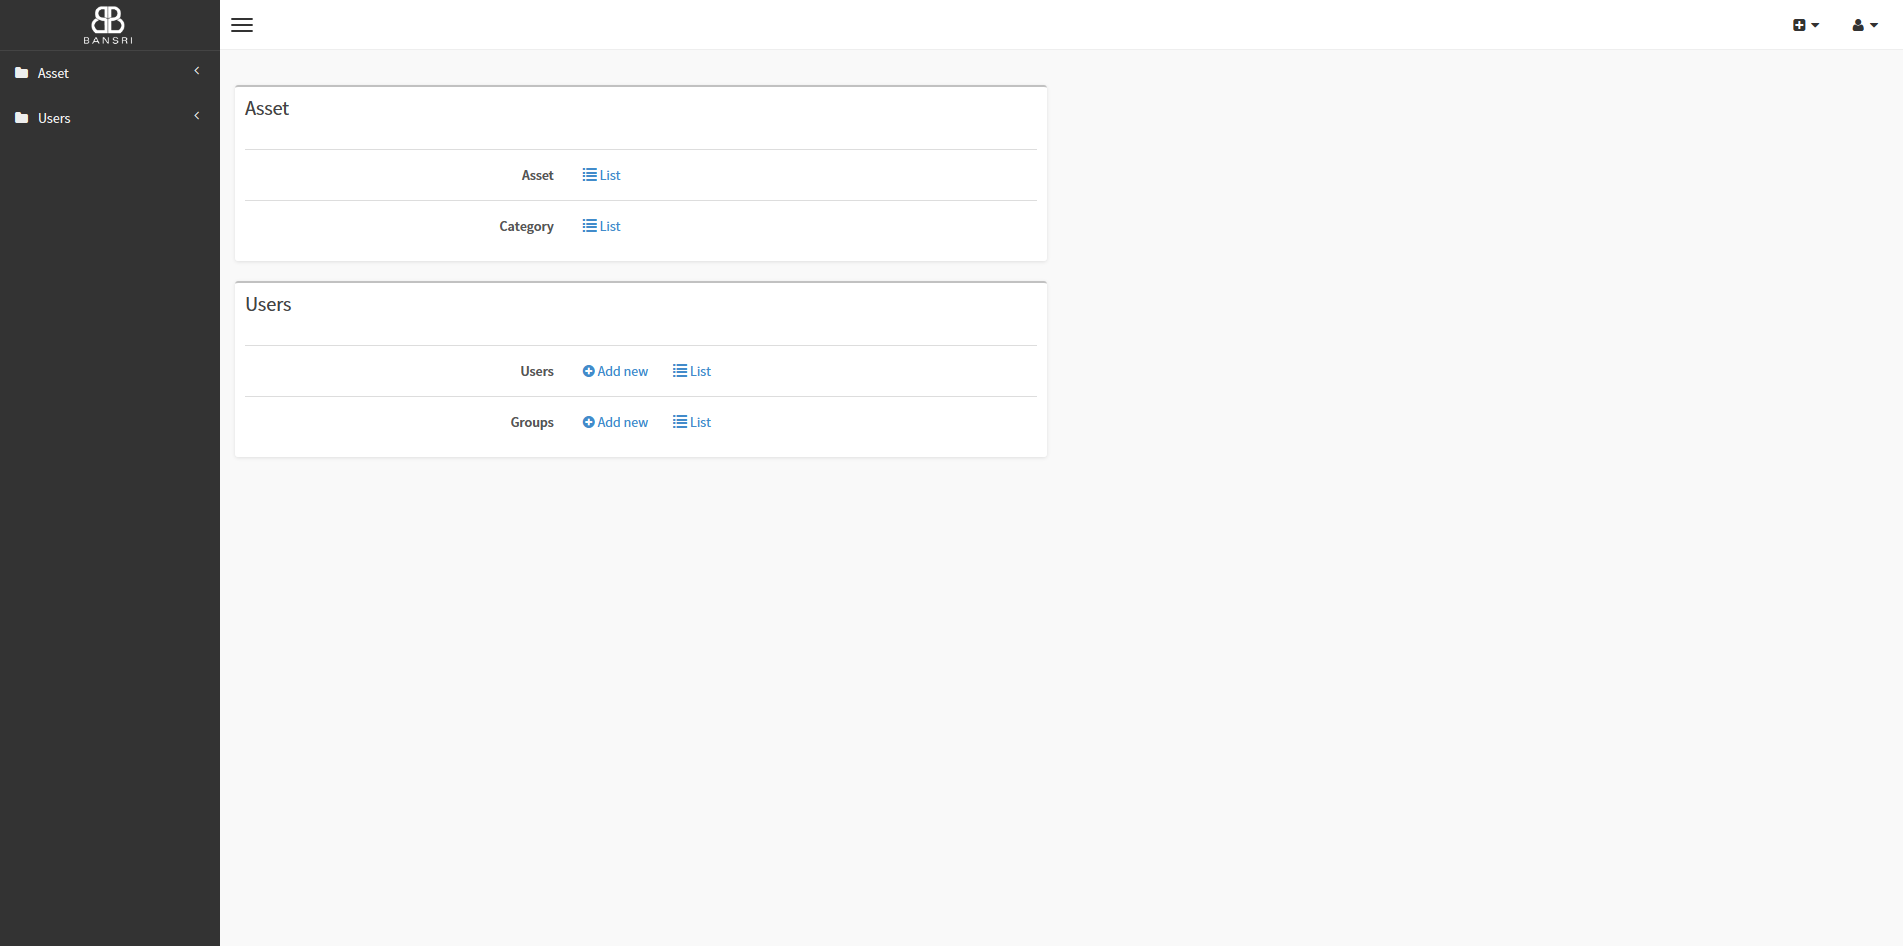 BANSRI
Asset
Users
Asset
Asset List
Category List
Users
Users Add new List
Groups Add new List